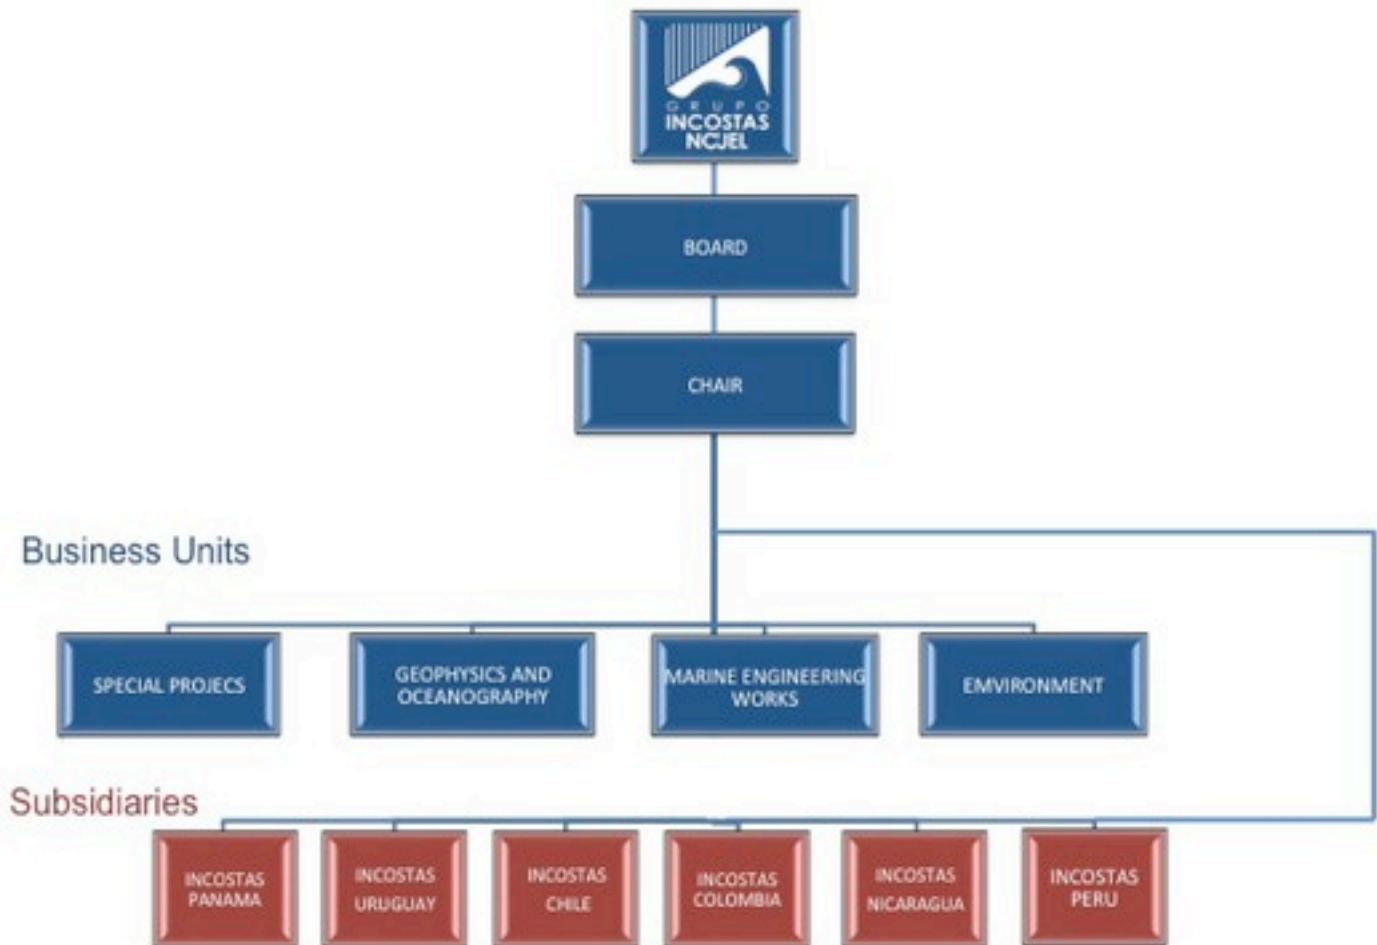 GRUPO
INCOSTAS
NCJEL
BOARD
CHAIR
Business Units
SPECIAL PROJECS
GEOPHYSICS AND
OCEANOGRAPHY
MARINE ENGINEERING
WORKS
EMVIRONMENT
Subsidiaries
INCOSTAS
PANAMA
INCOSTAS
URUGUAY
INCOSTAS
CHILE
INCOSTAS
COLOMBIA
INCOSTAS
NICARAGUA
INCOSTAS
PERU